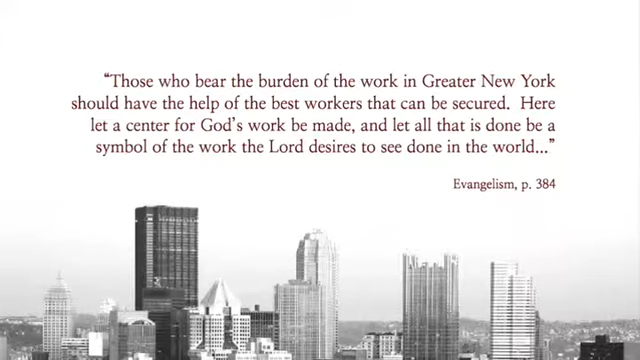 “Those who bear the burden of the work in Greater New York
should have the help of the best workers that can be secured.  Here
let a center for God’s work be made, and let all that is done be a
symbol of the work the Lord desires to see done in the world...”
Evangelism, p. 384